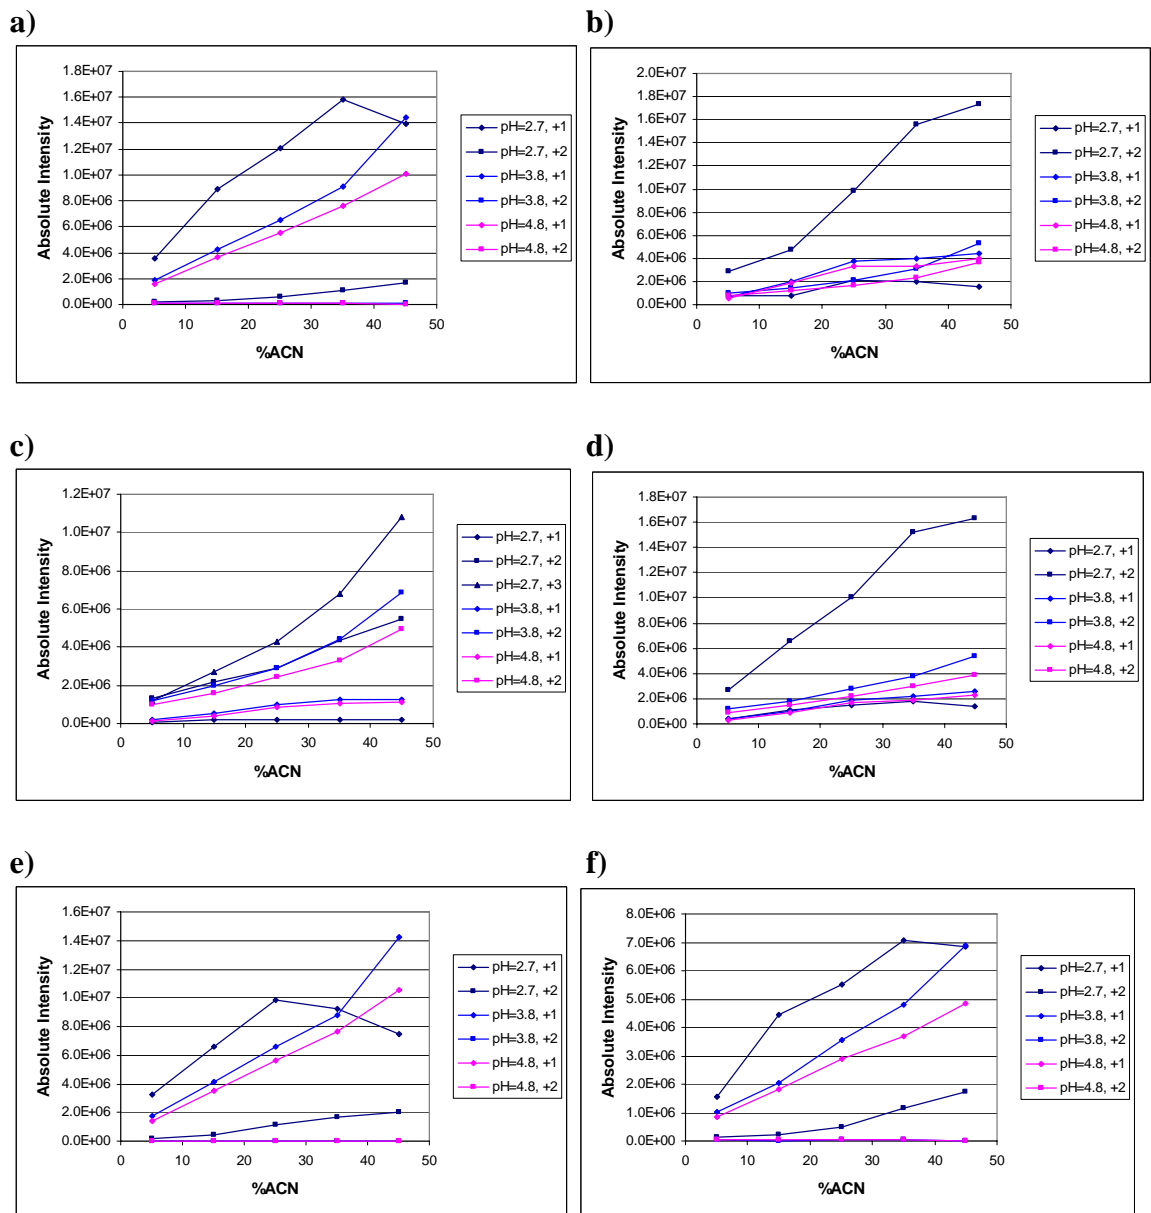 a)
1.8E+07
1.6E+07
1.4E+07
1.2E+07
1.0E+07
8.0E+06
6.0E+06
4.0E+06
2.0E+06
0.0E+00
0 10 20 30 40 50
Absolute Intensity
%ACN
pH=2.7, +1
pH=2.7, +2
pH=3.8, +1
pH=3.8, +2
pH=4.8, +1
pH=4.8, +2
b)
2.0E+07
1.8E+07
1.6E+07
1.4E+07
1.2E+07
1.0E+07
8.0E+06
6.0E+06
4.0E+06
2.0E+06
0.0E+00
0 10 20 30 40 50
Absolute Intensity
%ACN
pH=2.7, +1
pH=2.7, +2
pH=3.8, +1
pH=3.8, +2
pH=4.8, +1
pH=4.8, +2
c)
1.2E+07
1.0E+07
8.0E+06
6.0E+06
4.0E+06
2.0E+06
0.0E+00
0 10 20 30 40 50
Absolute Intensity
%ACN
pH=2.7, +1
pH=2.7, +2
pH=2.7, +3
pH=3.8, +1
pH=3.8, +2
pH=4.8, +1
pH=4.8, +2
d)
1.8E+07
1.6E+07
1.4E+07
1.2E+07
1.0E+07
8.0E+06
6.0E+06
4.0E+06
2.0E+06
0.0E+00
0 10 20 30 40 50
Absolute Intensity
%ACN
pH=2.7, +1
pH=2.7, +2
pH=3.8, +1
pH=3.8, +2
pH=4.8, +1
pH=4.8, +2
e)
1.6E+07
1.4E+07
1.2E+07
1.0E+07
8.0E+06
6.0E+06
4.0E+06
2.0E+06
0.0E+00
0 10 20 30 40 50
Absolute Intensity
%ACN
pH=2.7, +1
pH=2.7, +2
pH=3.8, +1
pH=3.8, +2
pH=4.8, +1
pH=4.8, +2
f)
8.0E+06
7.0E+06
6.0E+06
5.0E+06
4.0E+06
3.0E+06
2.0E+06
1.0E+06
0.0E+00
0 10 20 30 40 50
Absolute Intensity
%ACN
pH=2.7, +1
pH=2.7, +2
pH=3.8, +1
pH=3.8, +2
pH=4.8, +1
pH=4.8, +2